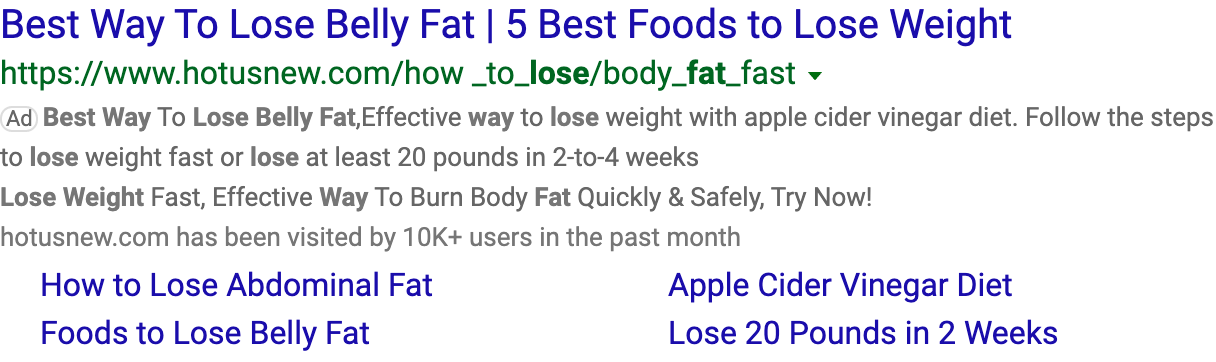 Best Way To Lose Belly Fat | 5 Best Foods to Lose Weight
https://www.hotusnew.com/how _to_lose/body_fat_fast
Ad Best Way To Lose Belly Fat,Effective way to lose weight with apple cider vinegar diet. Follow the steps
to lose weight fast or lose at least 20 pounds in 2-to-4 weeks
Lose Weight Fast, Effective Way To Burn Body Fat Quickly & Safely, Try Now!
hotusnew.com has been visited by 10K+ users in the past month
How to Lose Abdominal Fat
Apple Cider Vinegar Diet
Foods to Lose Belly Fat
Lose 20 Pounds in 2 Weeks